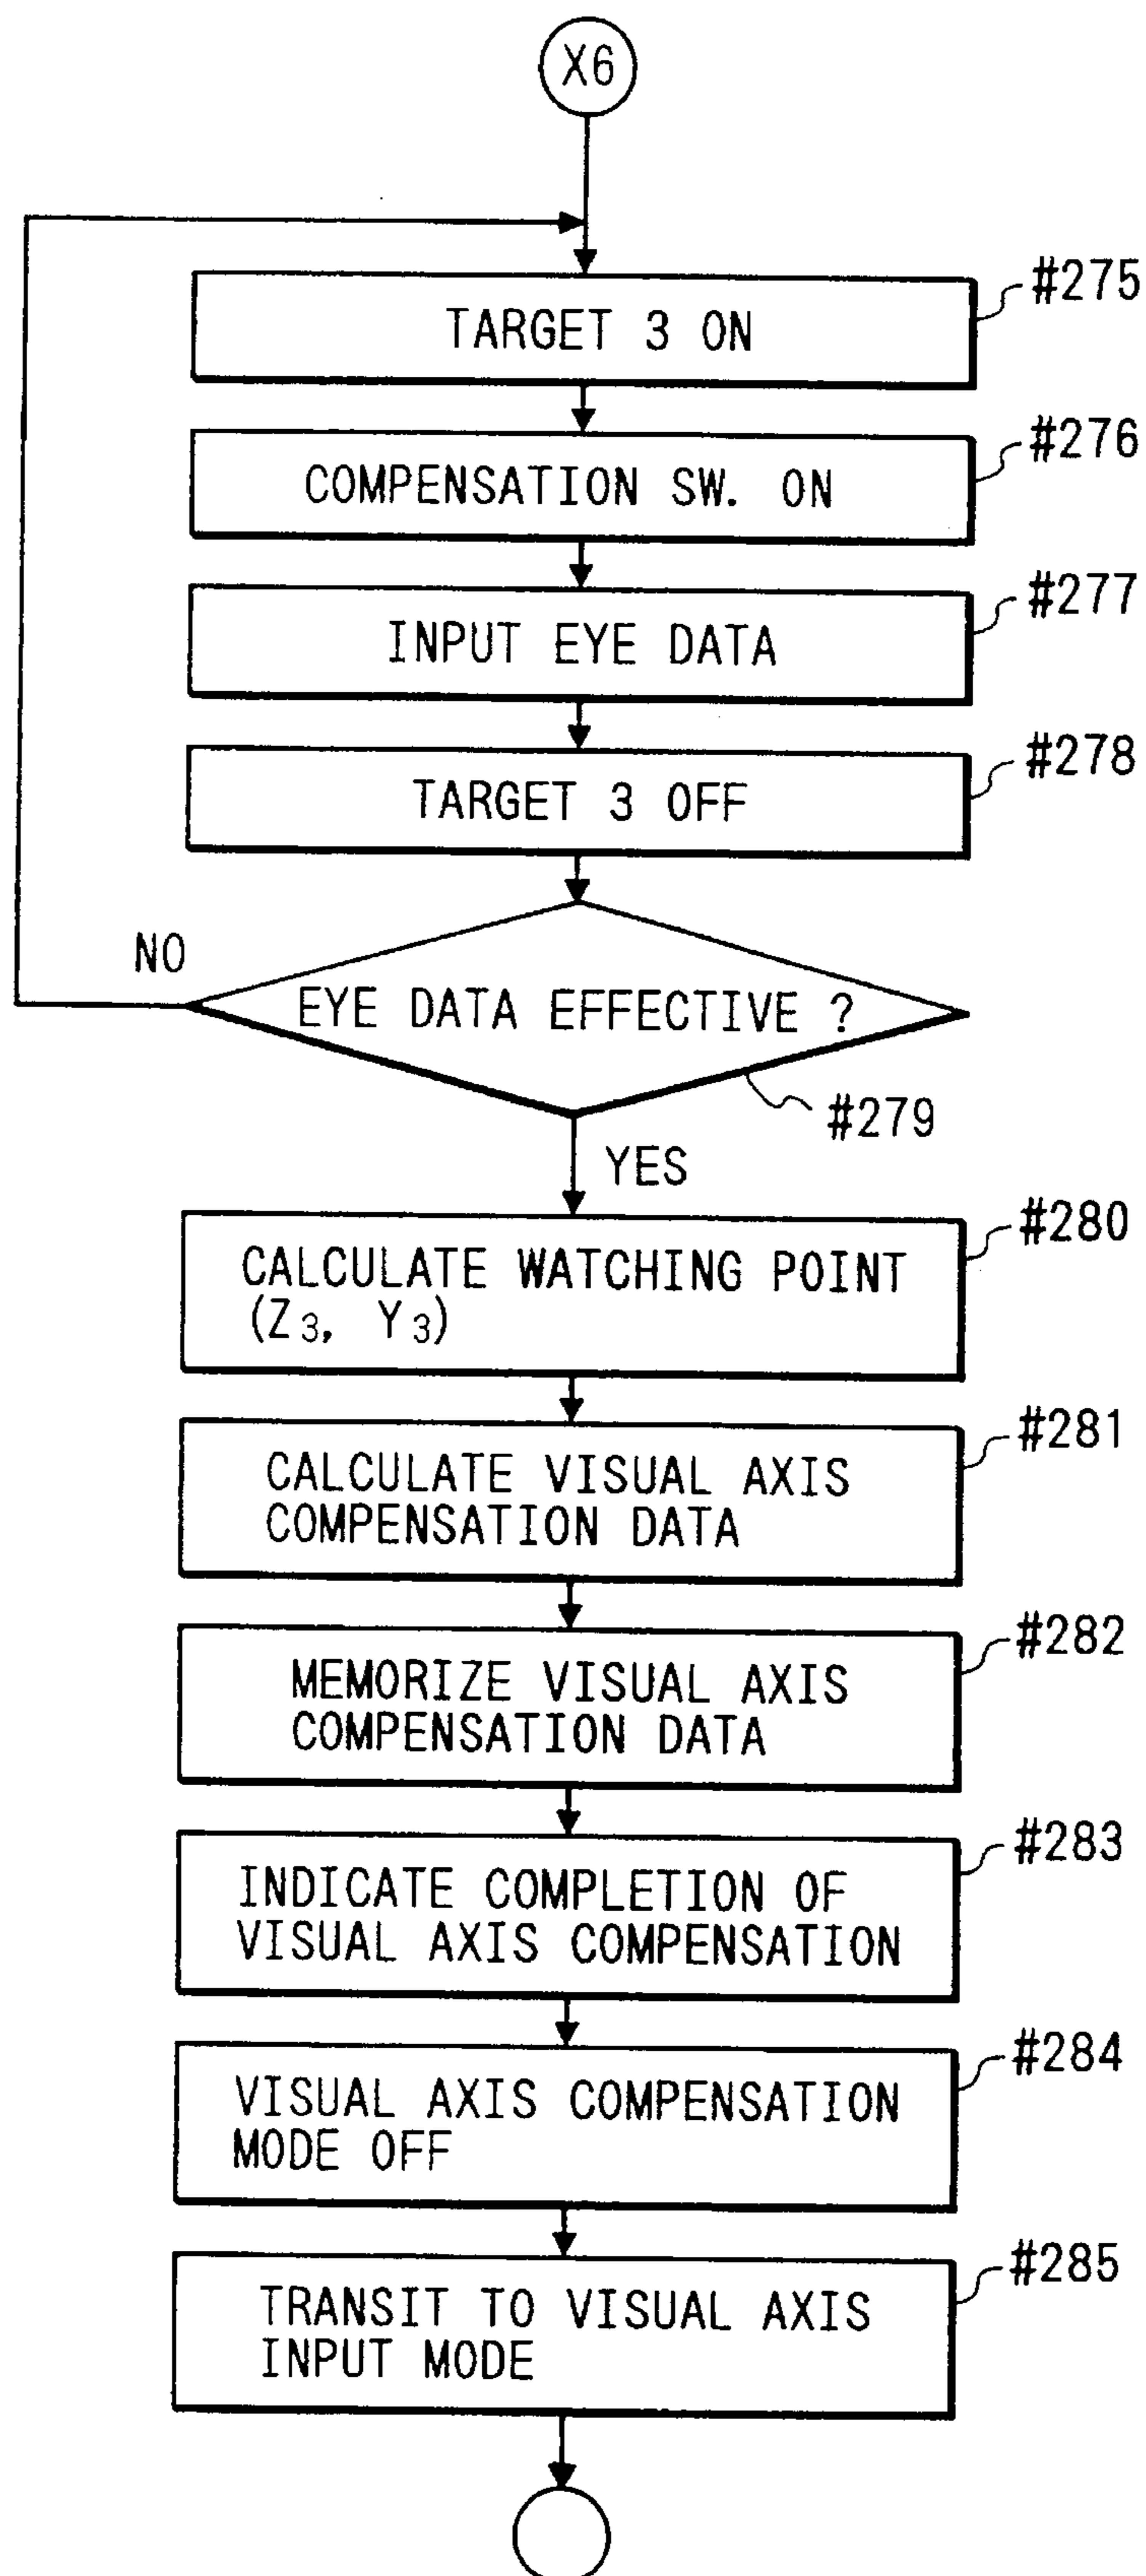 X6
#275
TARGET 3 ON
#276
COMPENSATION SW. ON
#277
INPUT EYE DATA
#278
TARGET 3 OFF
NO
EYE DATA EFFECTIVE ?
#279
YES
#280
CALCULATE WATCHING POINT
(Z3, Y3)
#281
CALCULATE VISUAL AXIS
COMPENSATION DATA
#282
MEMORIZE VISUAL AXIS
COMPENSATION DATA
#283
INDICATE COMPLETION OF
VISUAL AXIS COMPENSATION
#284
VISUAL AXIS COMPENSATION
MODE OFF
#285
TRANSIT TO VISUAL AXIS
INPUT MODE